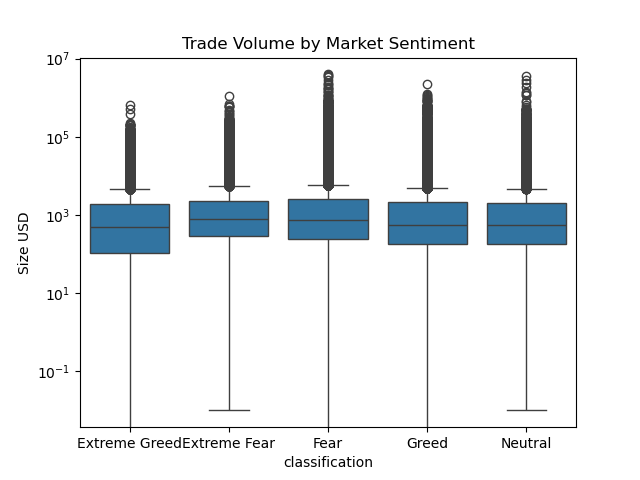 Trade Volume by Market Sentiment
Size USD
10^7
10^5
10^3
10^1
10^-1
Extreme Greed Extreme Fear Fear Greed Neutral
classification